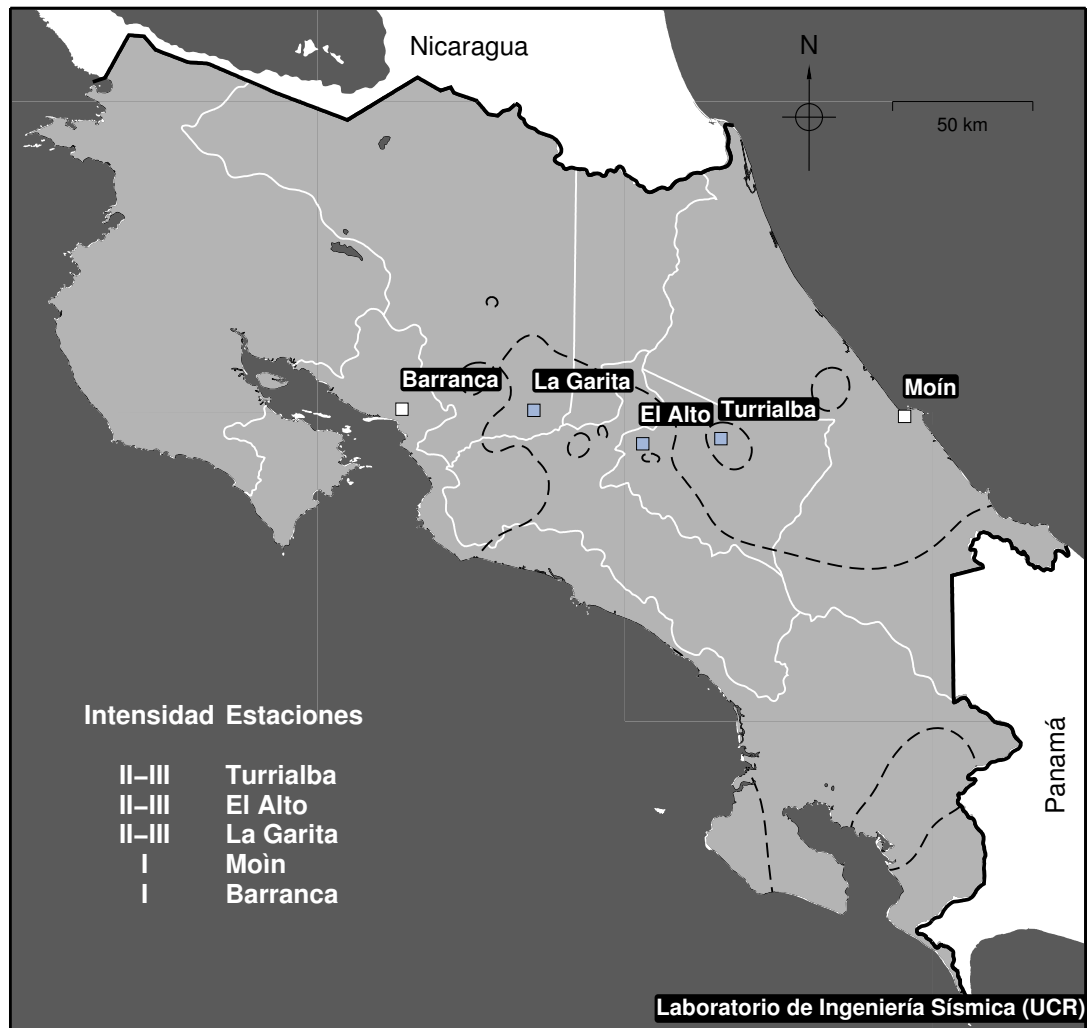 Nicaragua
N
50 km
Barranca
La Garita
Moín
El Alto
Turrialba
Intensidad Estaciones
II–III Turrialba
II–III El Alto
II–III La Garita
I Moìn
I Barranca
Panamá
Laboratorio de Ingeniería Sísmica (UCR)